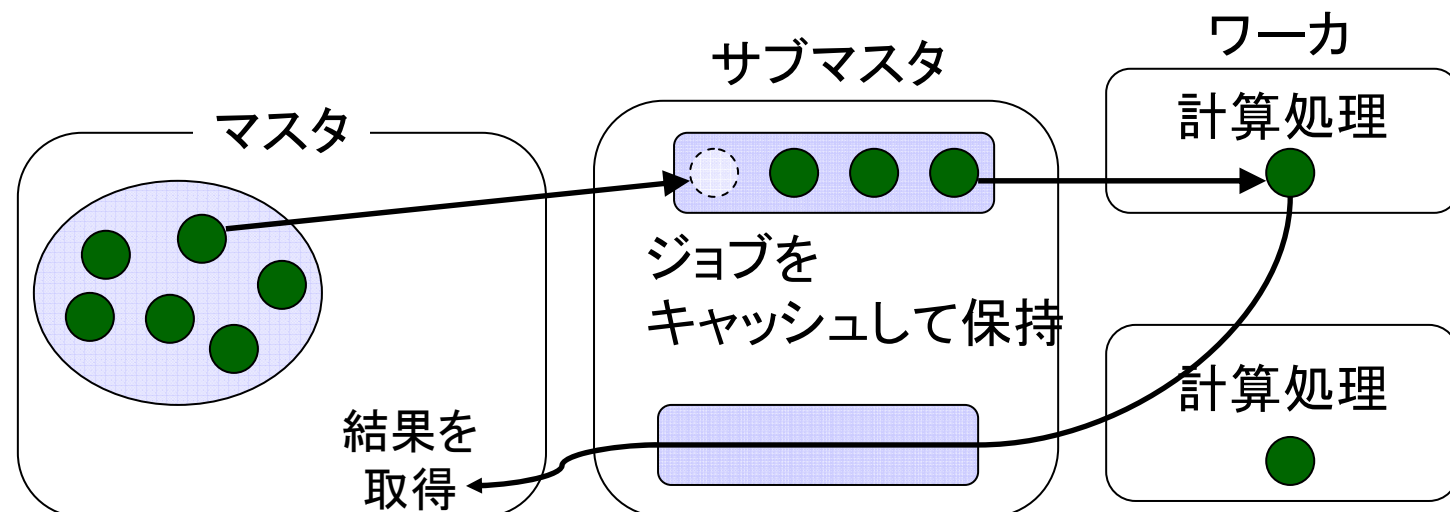 マスタ
サブマスタ
ワーカ
計算処理
ジョブを
キャッシュして保持
計算処理
結果を
取得